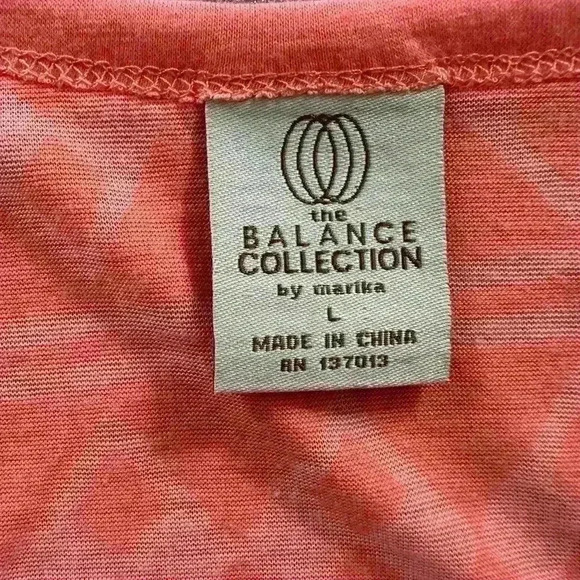 the
BALANCE
COLLECTION
by marika
L
MADE IN CHINA
RN 137013